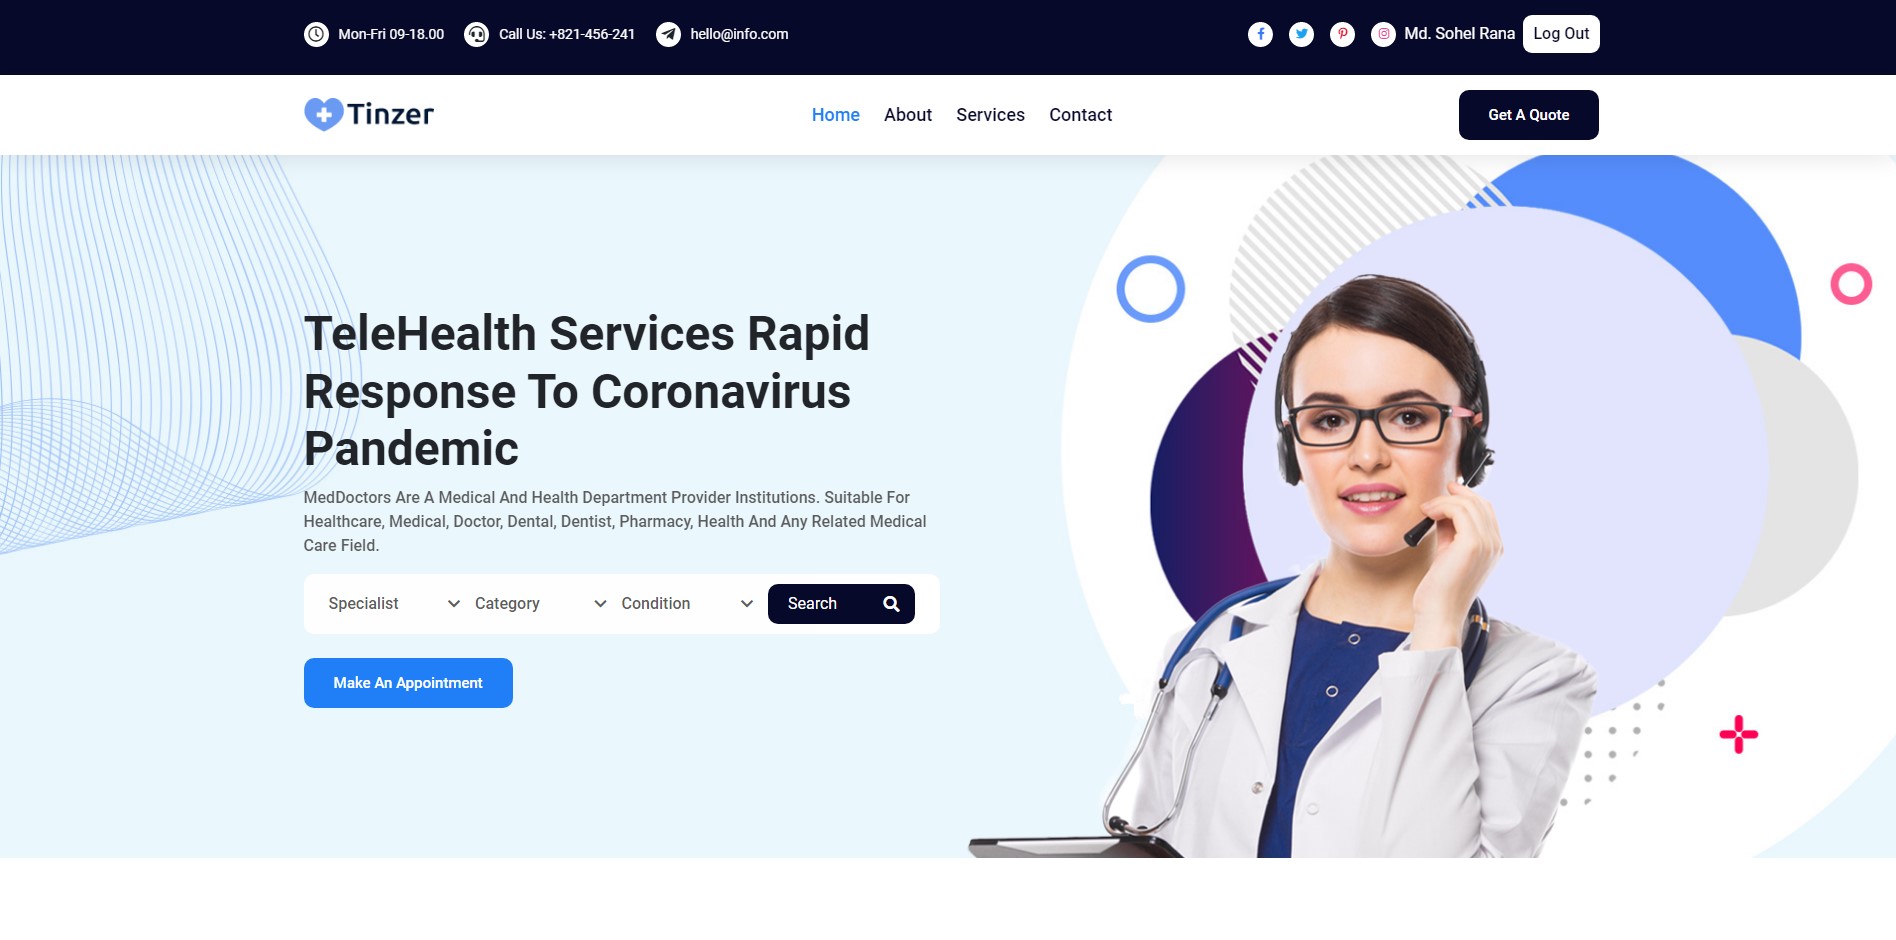 Mon-Fri 09-18.00
Call Us: +821-456-241
hello@info.com
Md. Sohel Rana
Log Out
Tinzer
Home
About
Services
Contact
Get A Quote
TeleHealth Services Rapid
Response To Coronavirus
Pandemic
MedDoctors Are A Medical And Health Department Provider Institutions. Suitable For
Healthcare, Medical, Doctor, Dental, Dentist, Pharmacy, Health And Any Related Medical
Care Field.
Specialist
Category
Condition
Search
Make An Appointment